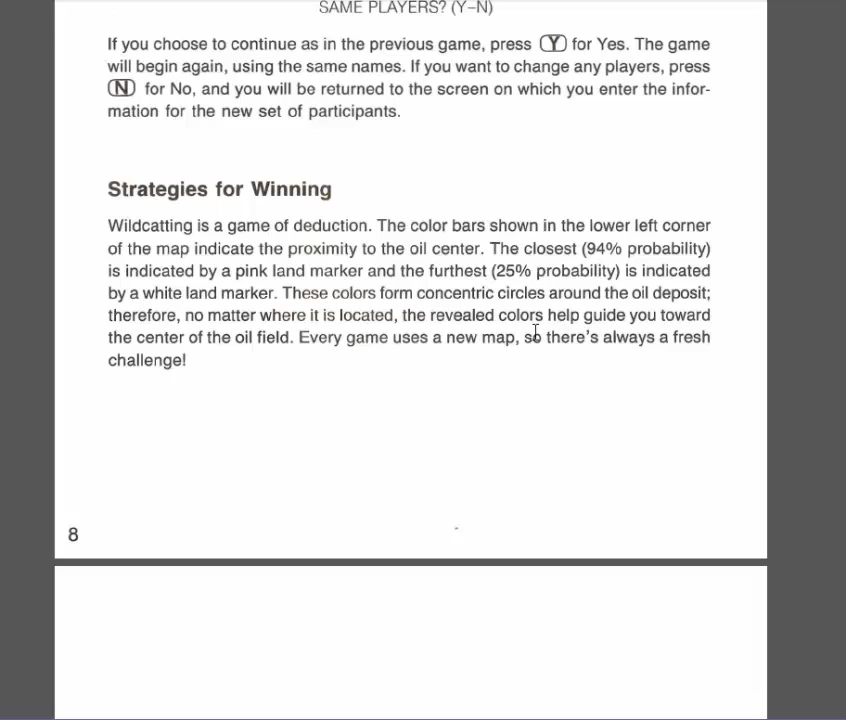 SAME PLAYERS? (Y–N)
If you choose to continue as in the previous game, press Y for Yes. The game
will begin again, using the same names. If you want to change any players, press
N for No, and you will be returned to the screen on which you enter the infor-
mation for the new set of participants.
Strategies for Winning
Wildcatting is a game of deduction. The color bars shown in the lower left corner
of the map indicate the proximity to the oil center. The closest (94% probability)
is indicated by a pink land marker and the furthest (25% probability) is indicated
by a white land marker. These colors form concentric circles around the oil deposit;
therefore, no matter where it is located, the revealed colors help guide you toward
the center of the oil field. Every game uses a new map, so there's always a fresh
challenge!
8